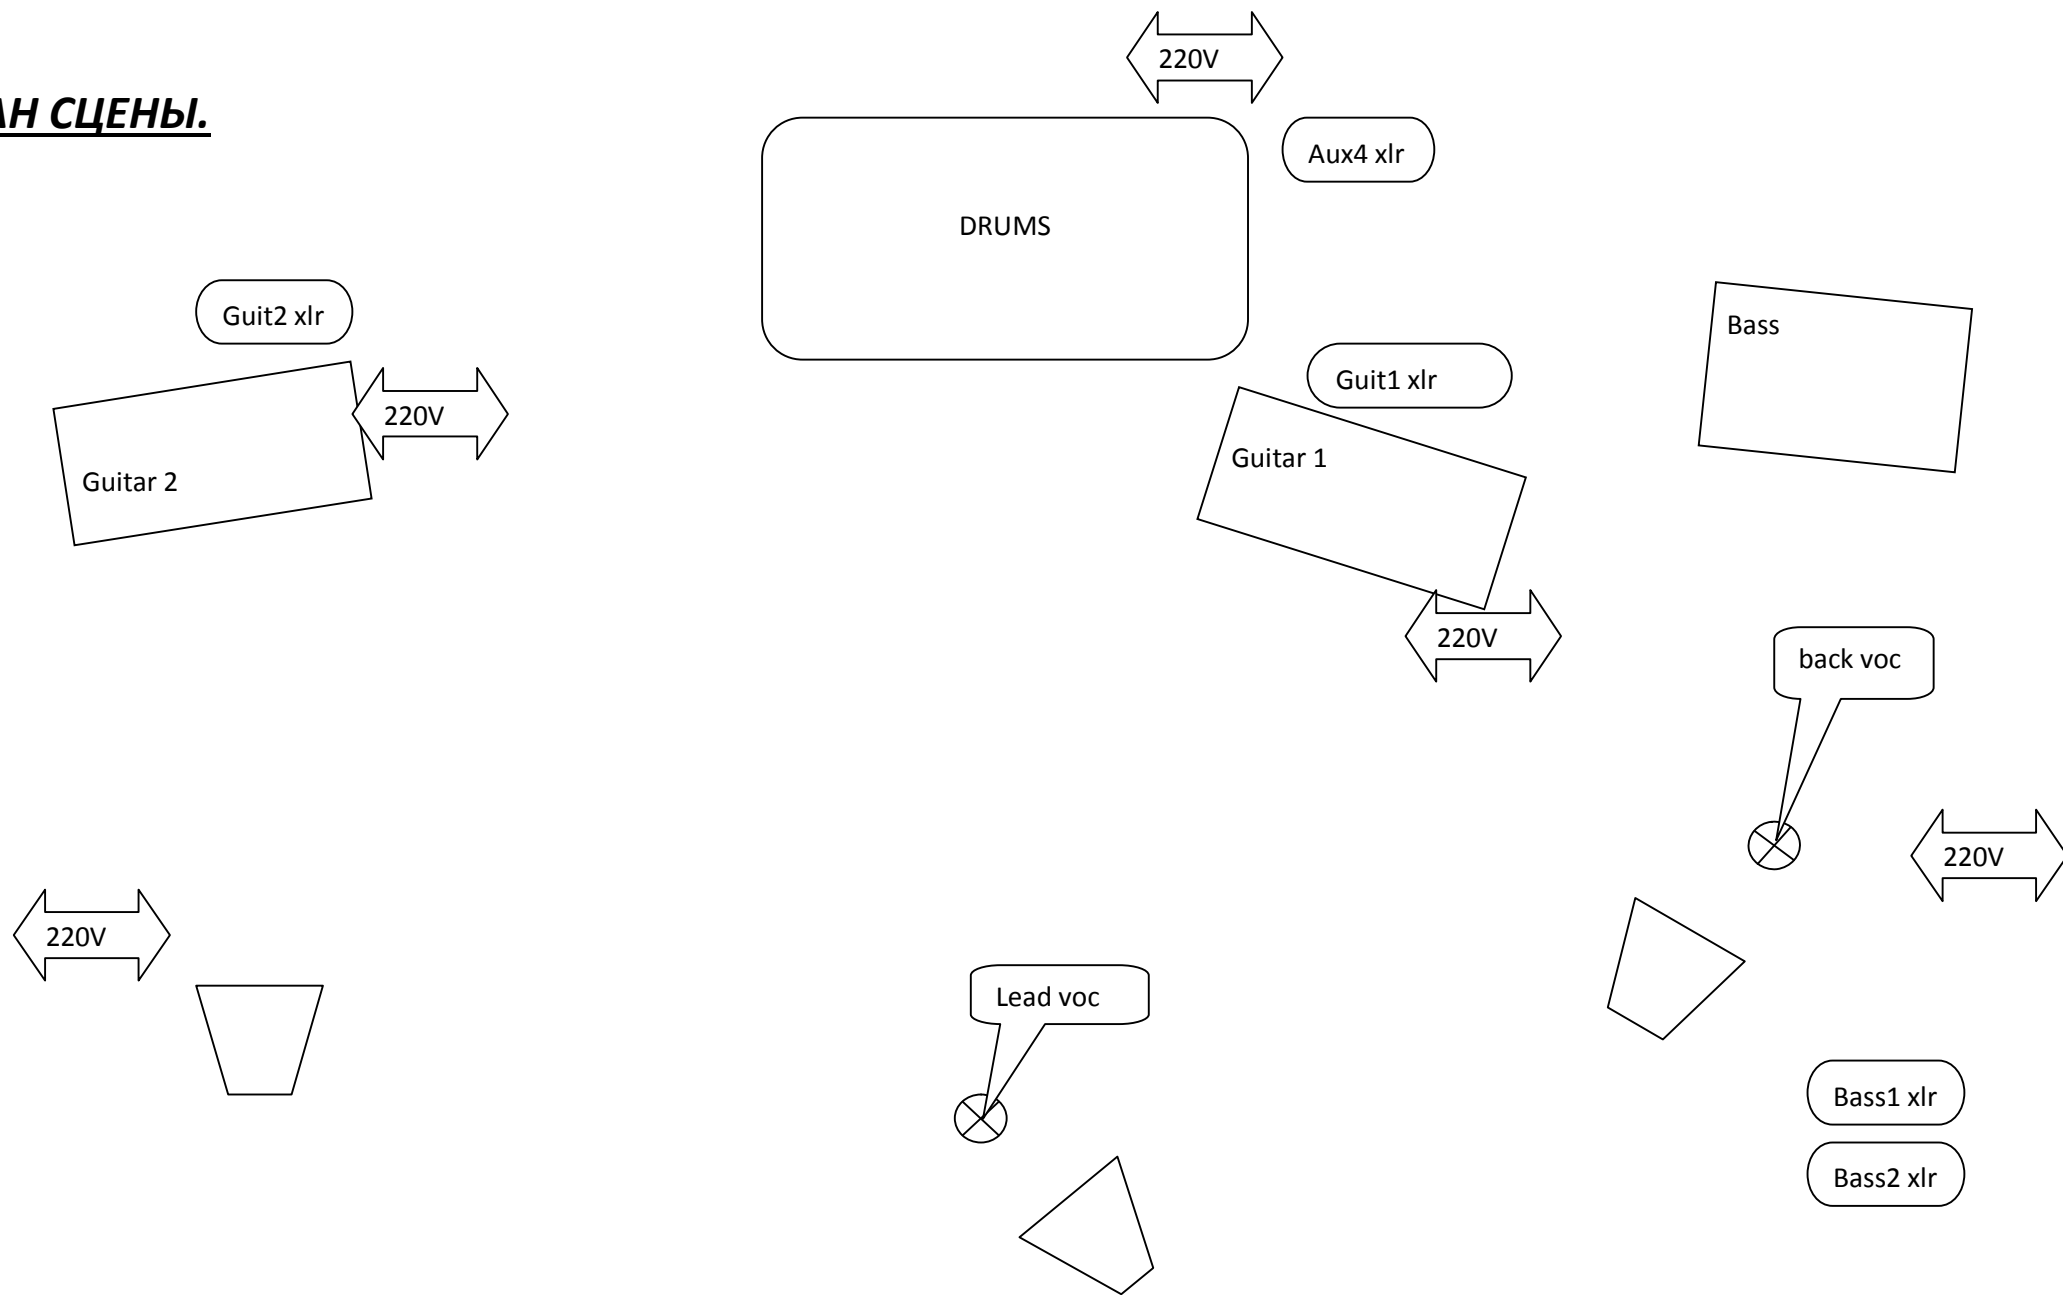 220V
АН СЦЕНЫ.
Aux4 xlr
DRUMS
Guit2 xlr
Bass
Guit1 xlr
220V
Guitar 1
Guitar 2
220V
back voc
220V
220V
Lead voc
Bass1 xlr
Bass2 xlr